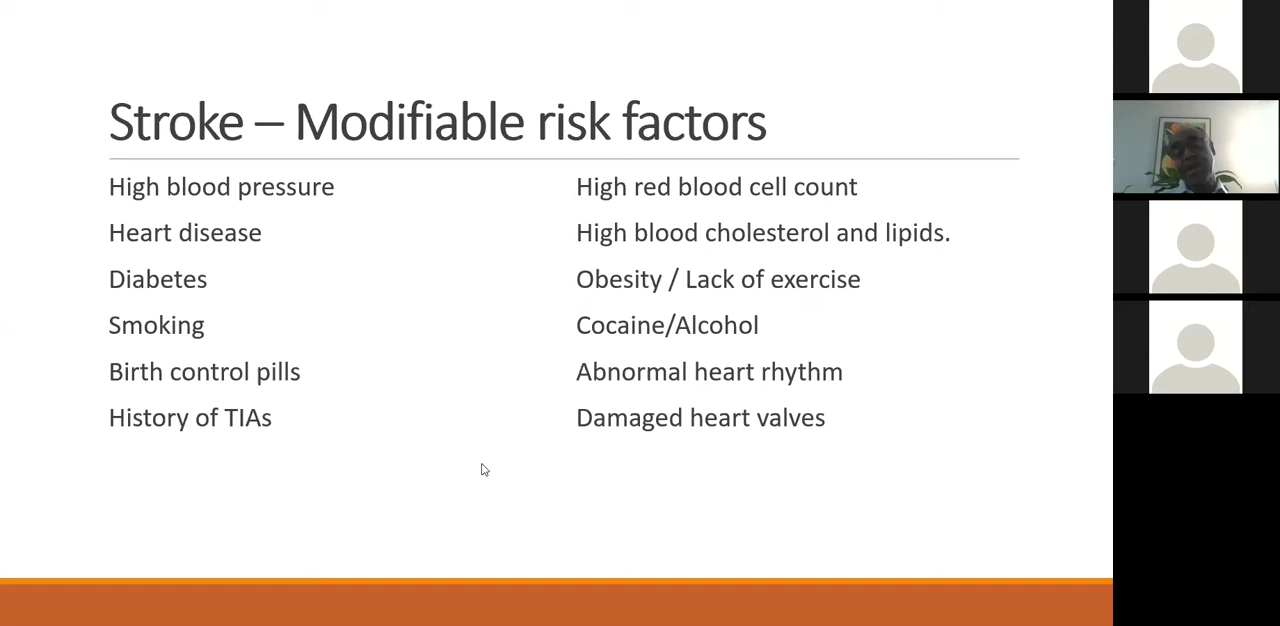 Stroke – Modifiable risk factors
High blood pressure
Heart disease
Diabetes
Smoking
Birth control pills
History of TIAs
High red blood cell count
High blood cholesterol and lipids.
Obesity / Lack of exercise
Cocaine/Alcohol
Abnormal heart rhythm
Damaged heart valves